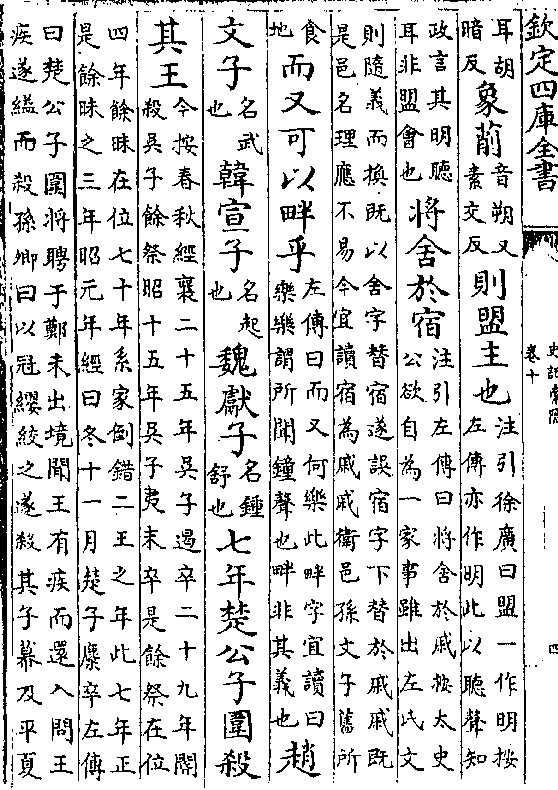 欽定四庫全書
史記索隱
卷十
四
耳胡
暗反
象箾
音朔又
素交反
則盟主也
注引徐廣曰盟一作明按
左傳亦作明此以聽聲知
政言其明聽
耳非盟會也
將舍於宿
注引左傳曰將舍於戚按太史
公欲自為一家事雖出左氏文
則隨義而換既以舍字替宿遂誤宿字下替於戚戚既
是邑名理應不易今宜讀宿為戚戚衛邑孫文子舊所
食
地
而又可以畔乎
左傳曰而又何樂此畔字宜讀曰
樂樂謂所聞鐘聲也畔非其義也
趙
文子
名武
也
韓宣子
名起
也
魏獻子
名鍾
舒也
七年楚公子圍殺
其王
今按春秋經襄二十五年吳子遏卒二十九年閽
殺吳子餘祭昭十五年吳子夷末卒是餘祭在位
四年餘昧在位七十年系家倒錯二王之年此七年正
是餘昧之三年昭元年經曰冬十一月楚子麇卒左傳
曰楚公子圍將聘于鄭未出境聞王有疾而還入問王
疾遂縊而殺孫卿曰以冠纓絞之遂殺其子幕及平夏